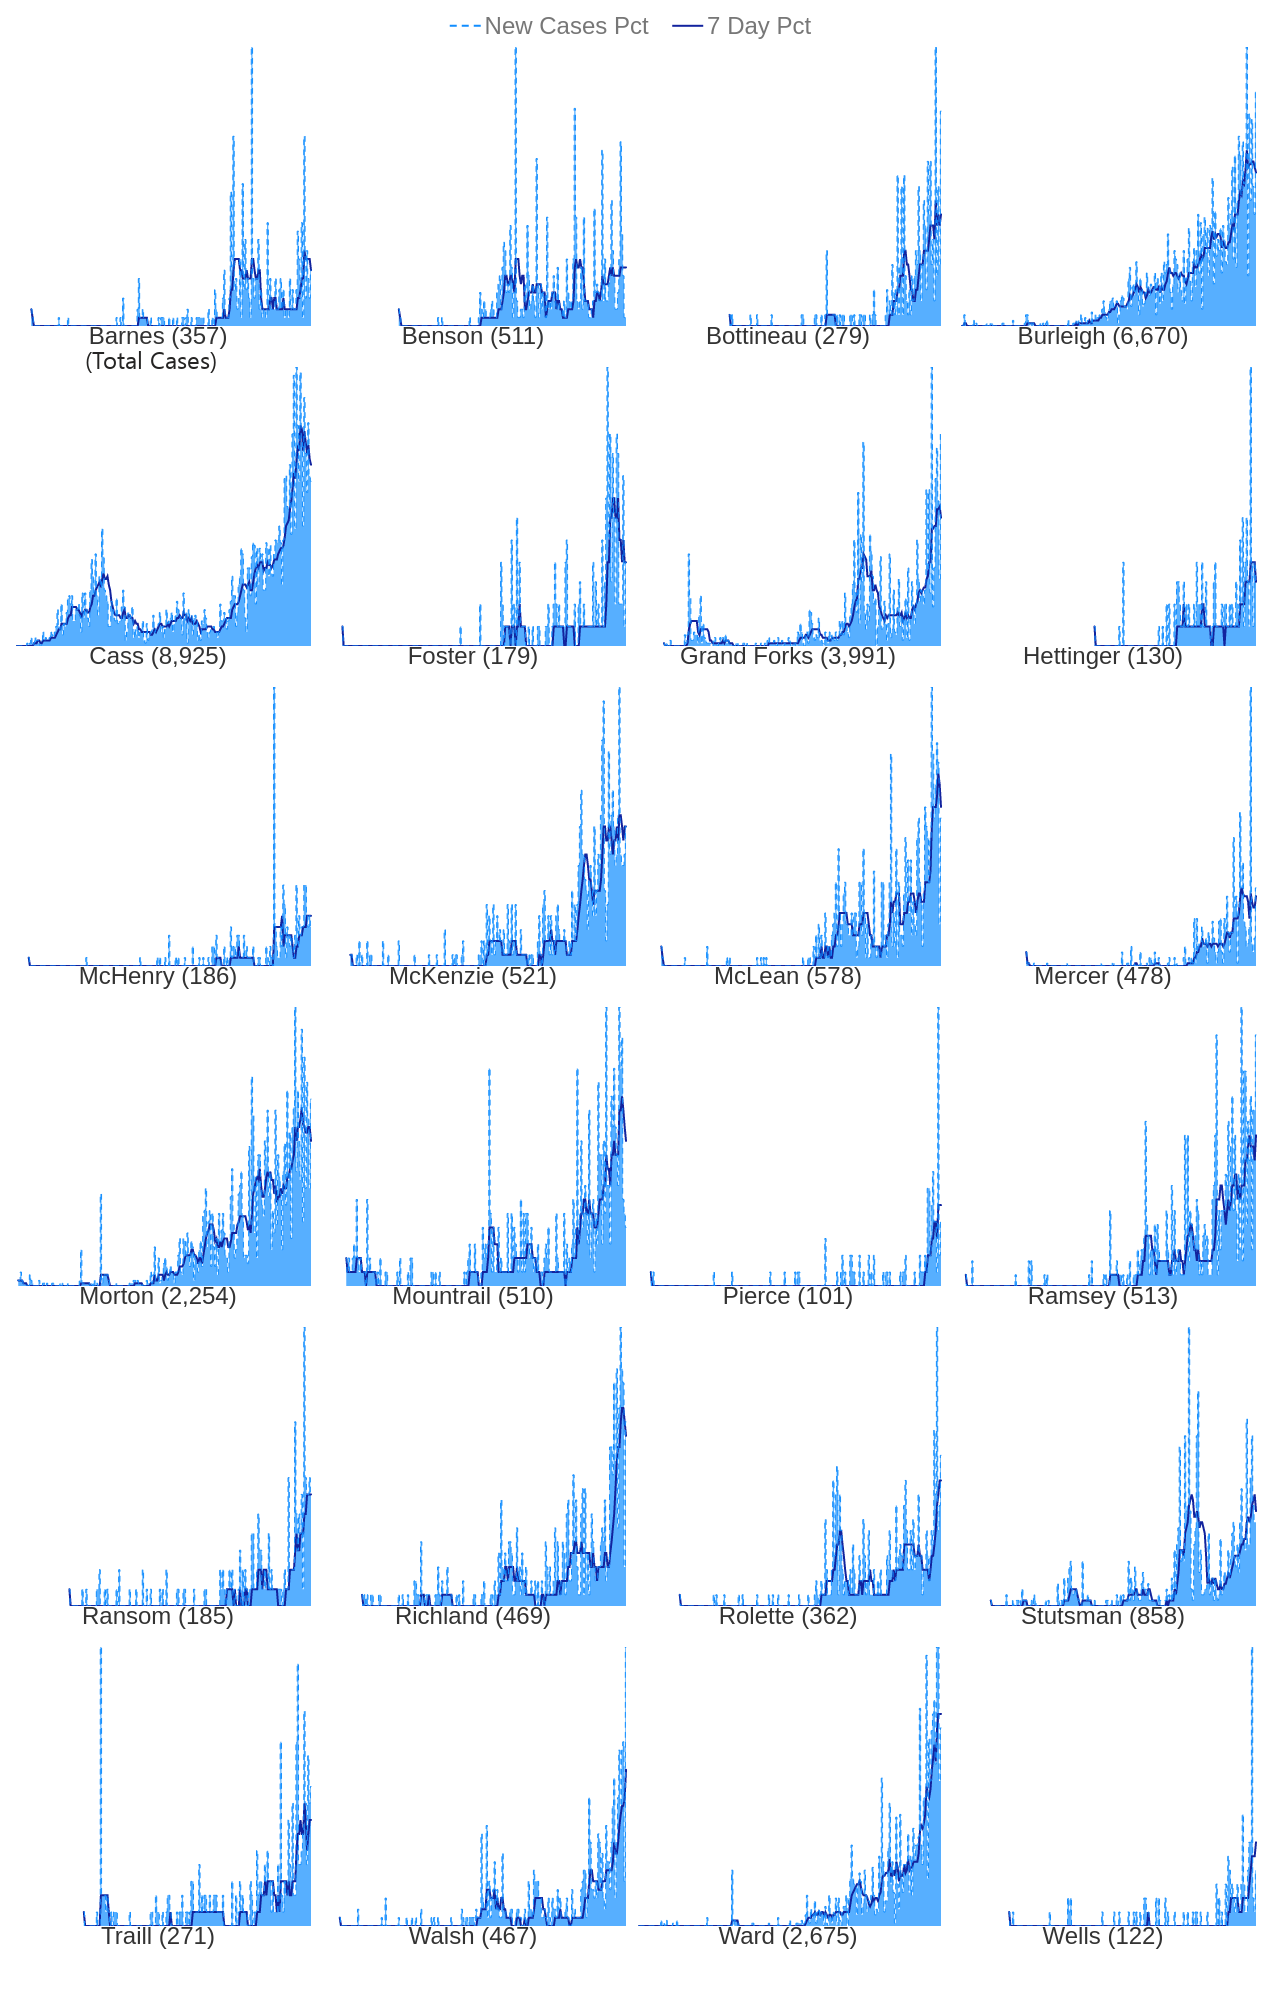 New Cases Pct 7 Day Pct
Barnes (357) Benson (511) Bottineau (279) Burleigh (6,670)
(Total Cases)
Cass (8,925) Foster (179) Grand Forks (3,991) Hettinger (130)
McHenry (186) McKenzie (521) McLean (578) Mercer (478)
Morton (2,254) Mountrail (510) Pierce (101) Ramsey (513)
Ransom (185) Richland (469) Rolette (362) Stutsman (858)
Traill (271) Walsh (467) Ward (2,675) Wells (122)